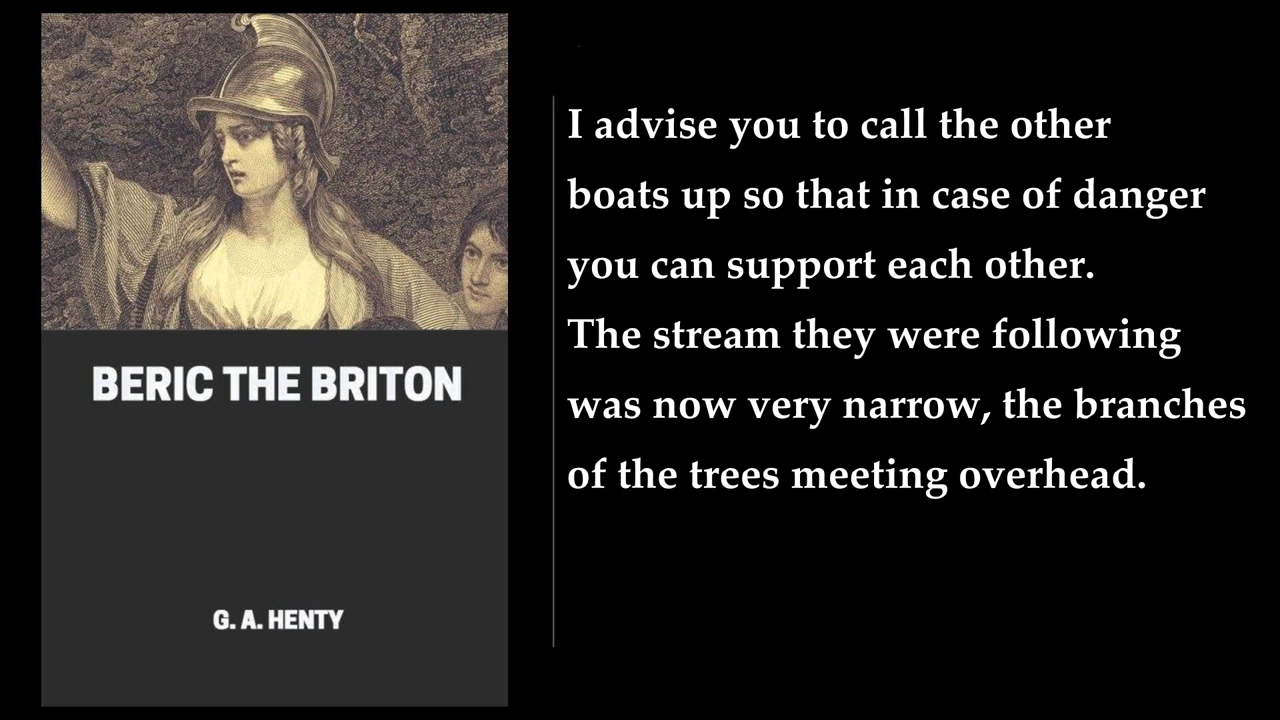 BERIC THE BRITON
G. A. HENTY
I advise you to call the other
boats up so that in case of danger
you can support each other.
The stream they were following
was now very narrow, the branches
of the trees meeting overhead.